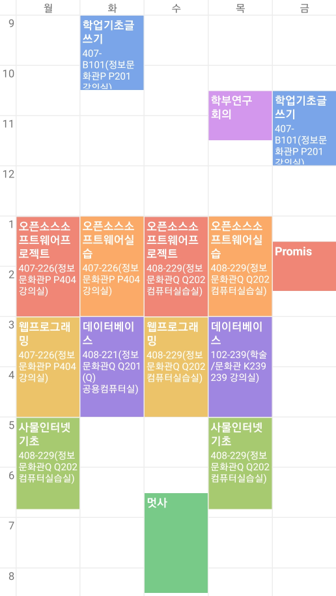 월 화 수 목 금
9
10
11
12
1
2
3
4
5
6
7
8
학업기초글
쓰기
407-
B101(정보
문화관P P201
강의실)
학부연구
회의
학업기초글
쓰기
407-
B101(정보
문화관P P201
강의실)
오픈소스소
프트웨어프
로젝트
407-226(정보
문화관P P404
강의실)
오픈소스소
프트웨어실
습
407-226(정보
문화관P P404
강의실)
오픈소스소
프트웨어프
로젝트
408-229(정보
문화관Q Q202
컴퓨터실습실)
오픈소스소
프트웨어실
습
408-229(정보
문화관Q Q202
컴퓨터실습실)
Promis
웹프로그래
밍
407-226(정보
문화관P P404
강의실)
데이터베이
스
408-221(정보
문화관Q Q201
(Q)
공용컴퓨터실)
웹프로그래
밍
408-229(정보
문화관Q Q202
컴퓨터실습실)
데이터베이
스
102-239(학술
/문화관 K239
239 강의실)
사물인터넷
기초
408-229(정보
문화관Q Q202
컴퓨터실습실)
사물인터넷
기초
408-229(정보
문화관Q Q202
컴퓨터실습실)
멋사